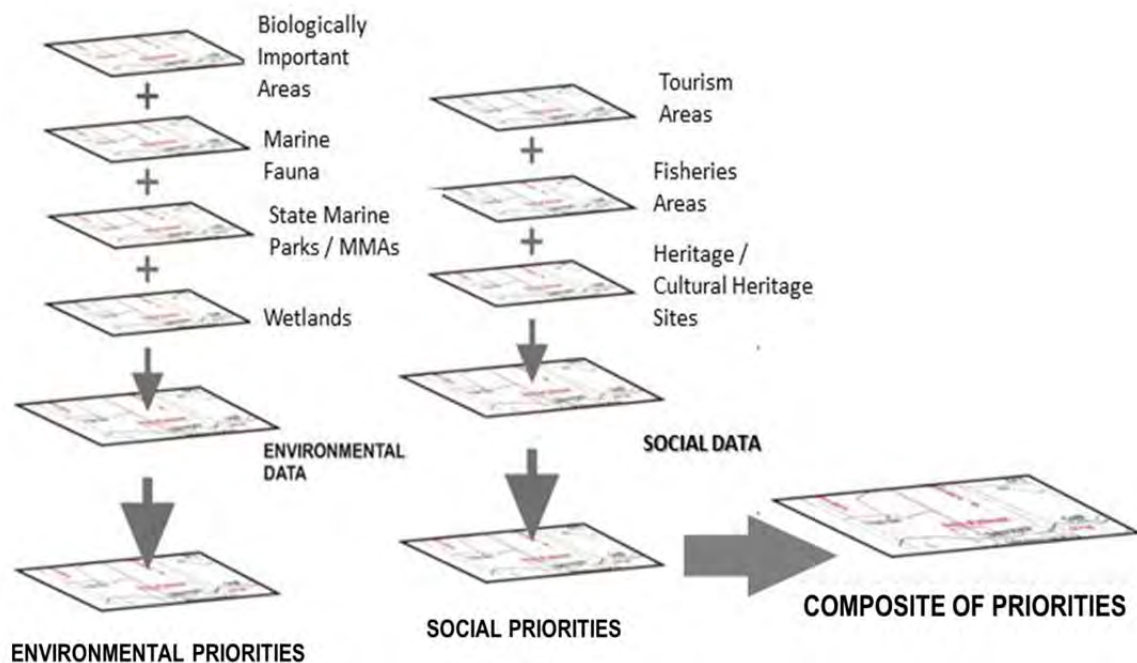 Biologically
Important
Areas
Marine
Fauna
State Marine
Parks / MMAs
Wetlands
ENVIRONMENTAL
DATA
ENVIRONMENTAL PRIORITIES
Tourism
Areas
Fisheries
Areas
Heritage /
Cultural Heritage
Sites
SOCIAL DATA
SOCIAL PRIORITIES
COMPOSITE OF PRIORITIES